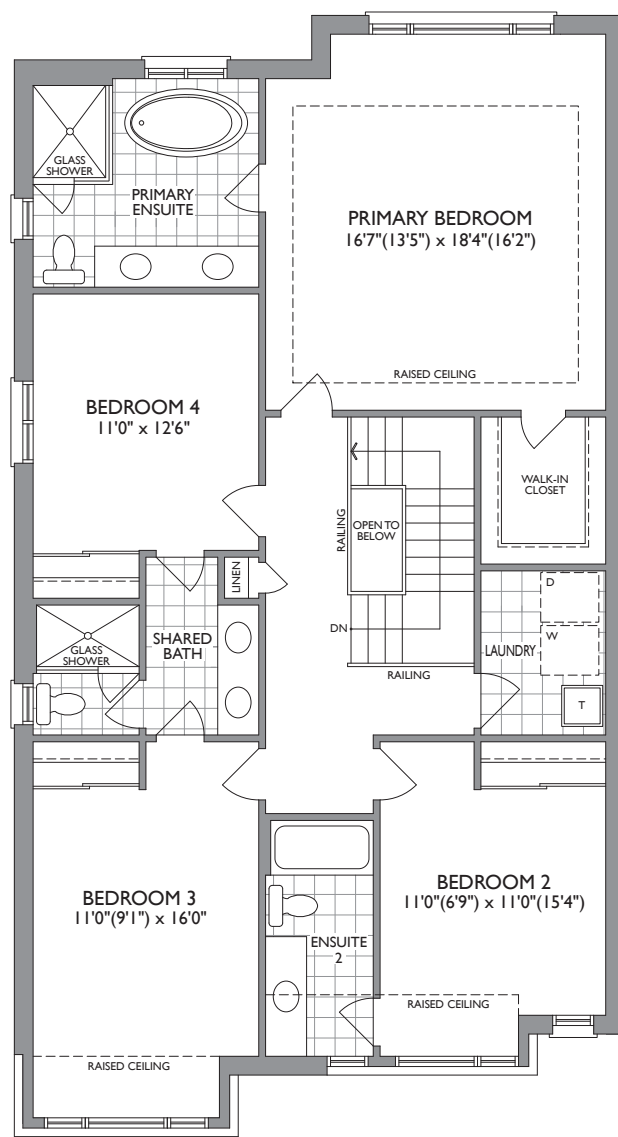 GLASS
SHOWER
PRIMARY
ENSUITE
PRIMARY BEDROOM
16'7"(13'5") x 18'4"(16'2")
RAISED CEILING
BEDROOM 4
11'0" x 12'6"
WALK-IN
CLOSET
RAILING
OPEN TO
BELOW
LINEN
D
W
LAUNDRY
T
DN
RAILING
GLASS
SHOWER
SHARED
BATH
BEDROOM 3
11'0"(9'1") x 16'0"
BEDROOM 2
11'0"(6'9") x 11'0"(15'4")
ENSUITE
2
RAISED CEILING
RAISED CEILING